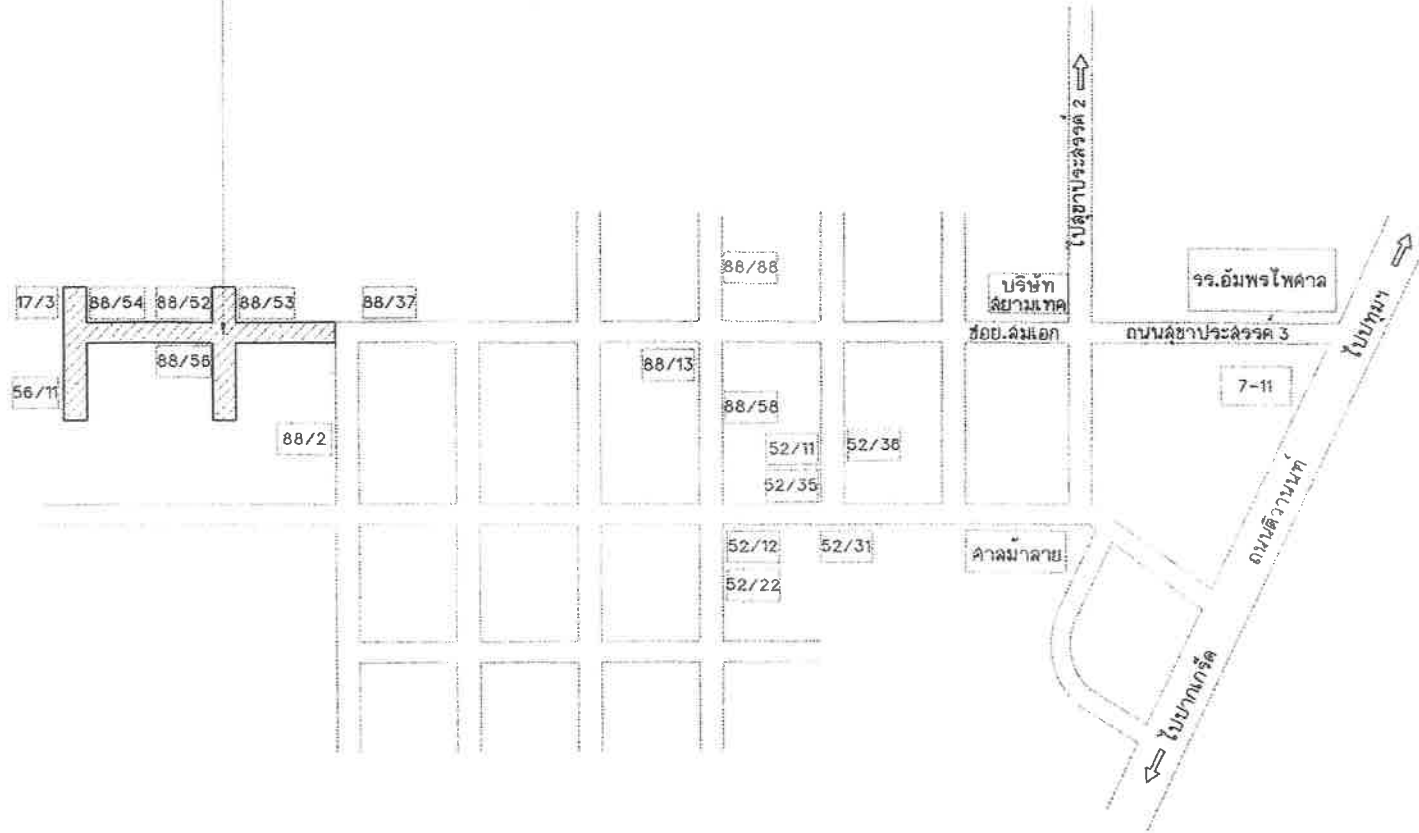 ไปสุขาประสรรค์ 2
88/88
บริษัท
สยามเทค
รร.อัมพรไพศาล
17/3
88/54
88/52
88/53
88/37
ซอย.สมเอก
ถนนสุขาประสรรค์ 3
ไปปทุมฯ
88/56
88/13
56/11
7-11
88/58
88/2
52/11
52/38
52/35
ถนนติวานนท์
52/12
52/31
ศาลม้าลาย
52/22
ไปปากเกร็ด